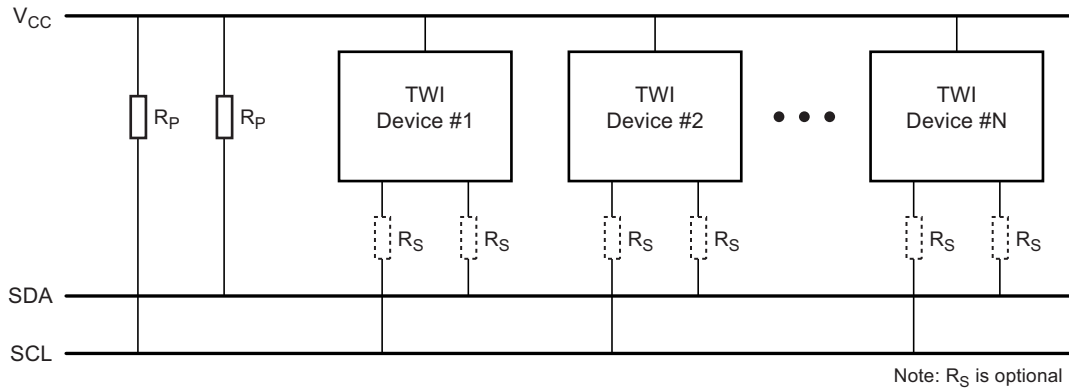 VCC
RP
RP
TWI
Device #1
TWI
Device #2
TWI
Device #N
RS
RS
RS
RS
RS
RS
SDA
SCL
Note: RS is optional